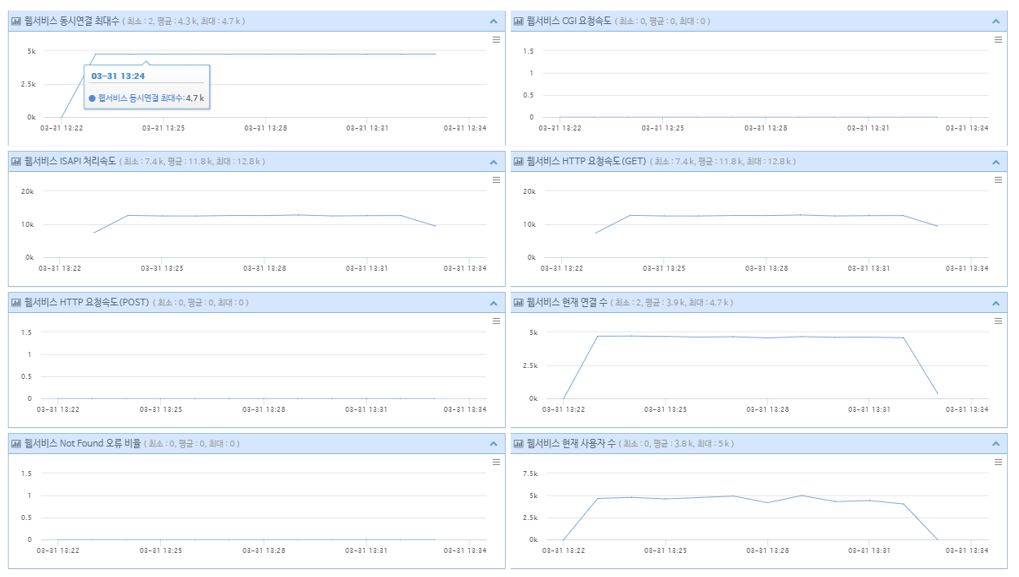 웹서비스 동시연결 최대수 ( 최소 : 2, 평균 : 4.3 k, 최대 : 4.7 k )
5k
2.5k
0k
03-31 13:24
웹서비스 동시연결 최대수: 4.7 k
03-31 13:22 03-31 13:25 03-31 13:28 03-31 13:31 03-31 13:34
웹서비스 CGI 요청속도 ( 최소 : 0, 평균 : 0, 최대 : 0 )
1.5
1
0.5
0
03-31 13:22 03-31 13:25 03-31 13:28 03-31 13:31 03-31 13:34
웹서비스 ISAPI 처리속도 ( 최소 : 7.4 k, 평균 : 11.8 k, 최대 : 12.8 k )
20k
10k
0k
03-31 13:22 03-31 13:25 03-31 13:28 03-31 13:31 03-31 13:34
웹서비스 HTTP 요청속도(GET) ( 최소 : 7.4 k, 평균 : 11.8 k, 최대 : 12.8 k )
20k
10k
0k
03-31 13:22 03-31 13:25 03-31 13:28 03-31 13:31 03-31 13:34
웹서비스 HTTP 요청속도(POST) ( 최소 : 0, 평균 : 0, 최대 : 0 )
1.5
1
0.5
0
03-31 13:22 03-31 13:25 03-31 13:28 03-31 13:31 03-31 13:34
웹서비스 현재 연결 수 ( 최소 : 2, 평균 : 3.9 k, 최대 : 4.7 k )
5k
2.5k
0k
03-31 13:22 03-31 13:25 03-31 13:28 03-31 13:31 03-31 13:34
웹서비스 Not Found 오류 비율 ( 최소 : 0, 평균 : 0, 최대 : 0 )
1.5
1
0.5
0
03-31 13:22 03-31 13:25 03-31 13:28 03-31 13:31 03-31 13:34
웹서비스 현재 사용자 수 ( 최소 : 0, 평균 : 3.8 k, 최대 : 5 k )
7.5k
5k
2.5k
0k
03-31 13:22 03-31 13:25 03-31 13:28 03-31 13:31 03-31 13:34